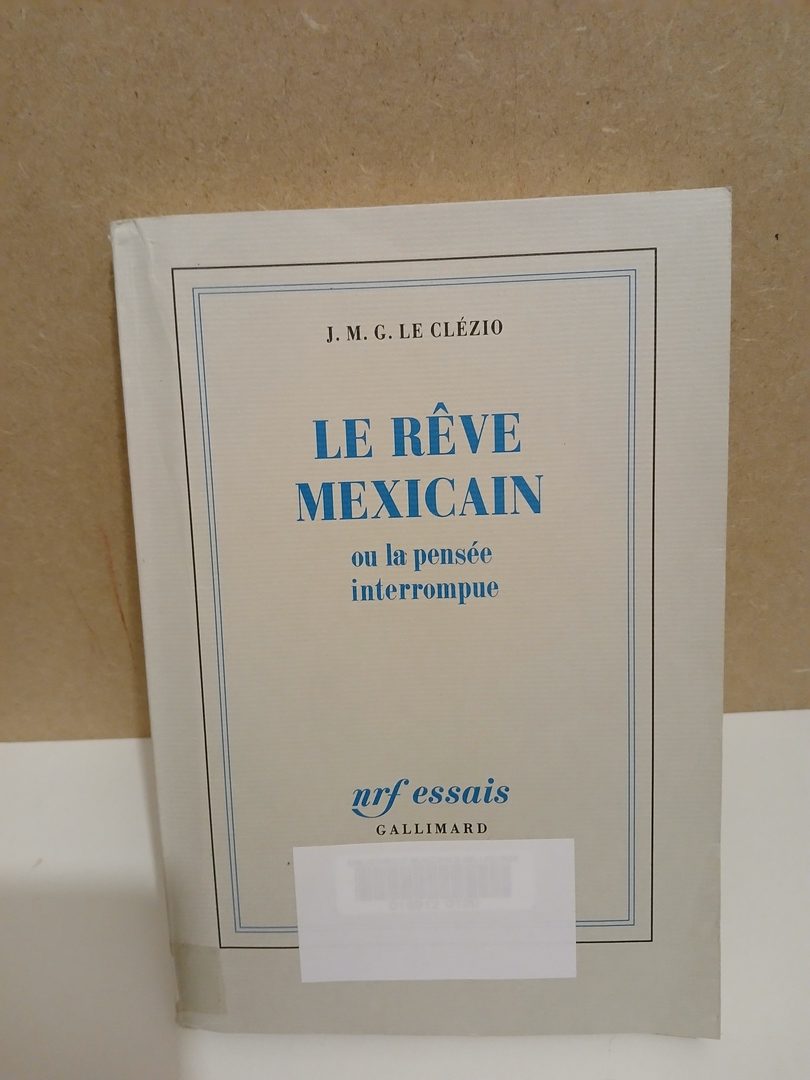 J. M. G. LE CLÉZIO
LE RÊVE
MEXICAIN
ou la pensée
interrompue
nrf essais
GALLIMARD